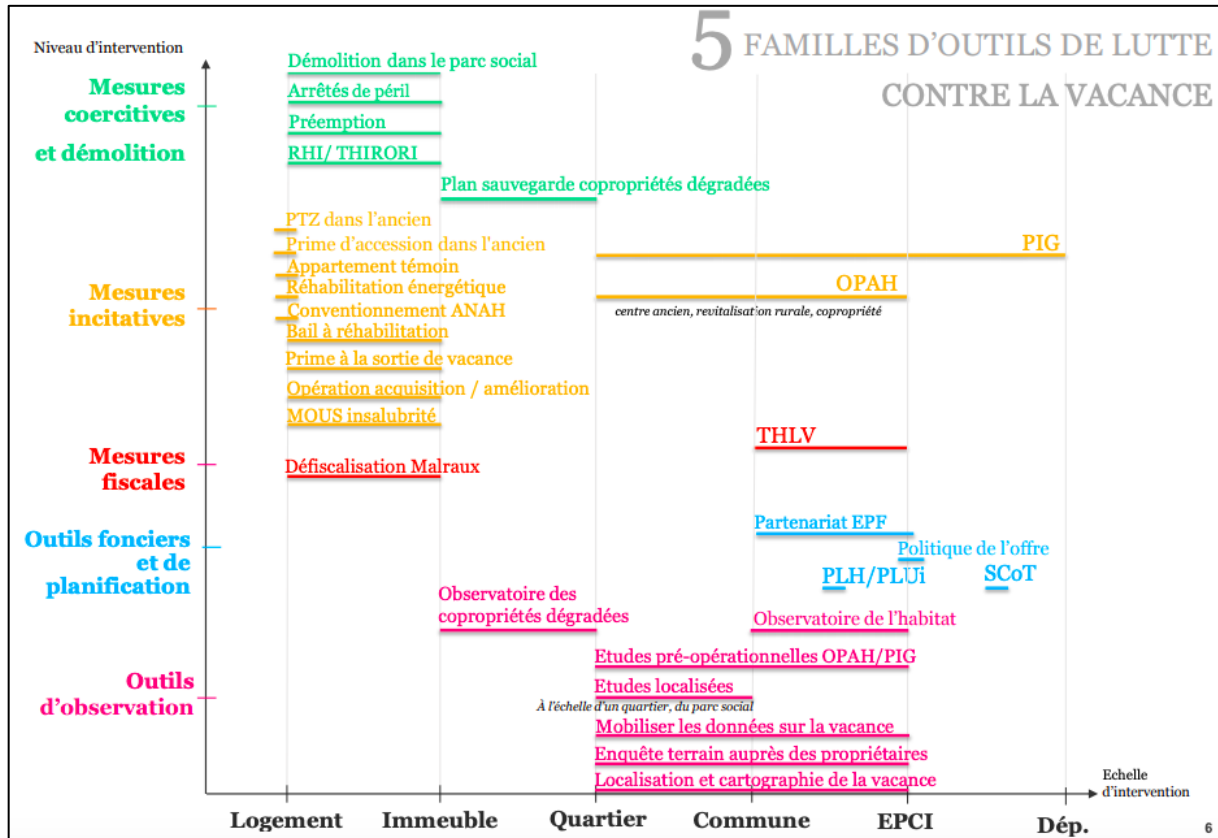 5 FAMILLES D'OUTILS DE LUTTE
CONTRE LA VACANCE
Niveau d'intervention
Mesures
coercitives
et démolition
Démolition dans le parc social
Arrêtés de péril
Préemption
RHI/ THIRORI
Plan sauvegarde copropriétés dégradées
Mesures
incitatives
PTZ dans l'ancien
Prime d'accession dans l'ancien
PIG
Appartement témoin
Réhabilitation énergétique
OPAH
centre ancien, revitalisation rurale, copropriété
Conventionnement ANAH
Bail à réhabilitation
Prime à la sortie de vacance
Opération acquisition / amélioration
MOUS insalubrité
Mesures
fiscales
THLV
Défiscalisation Malraux
Outils fonciers
et de
planification
Partenariat EPF
Politique de l'offre
PLH/PLUi
SCoT
Observatoire des
copropriétés dégradées
Observatoire de l'habitat
Outils
d'observation
Etudes pré-opérationnelles OPAH/PIG
Etudes localisées
À l'échelle d'un quartier, du parc social
Mobiliser les données sur la vacance
Enquête terrain auprès des propriétaires
Localisation et cartographie de la vacance
Echelle
d'intervention
Logement Immeuble Quartier Commune EPCI Dép.
6